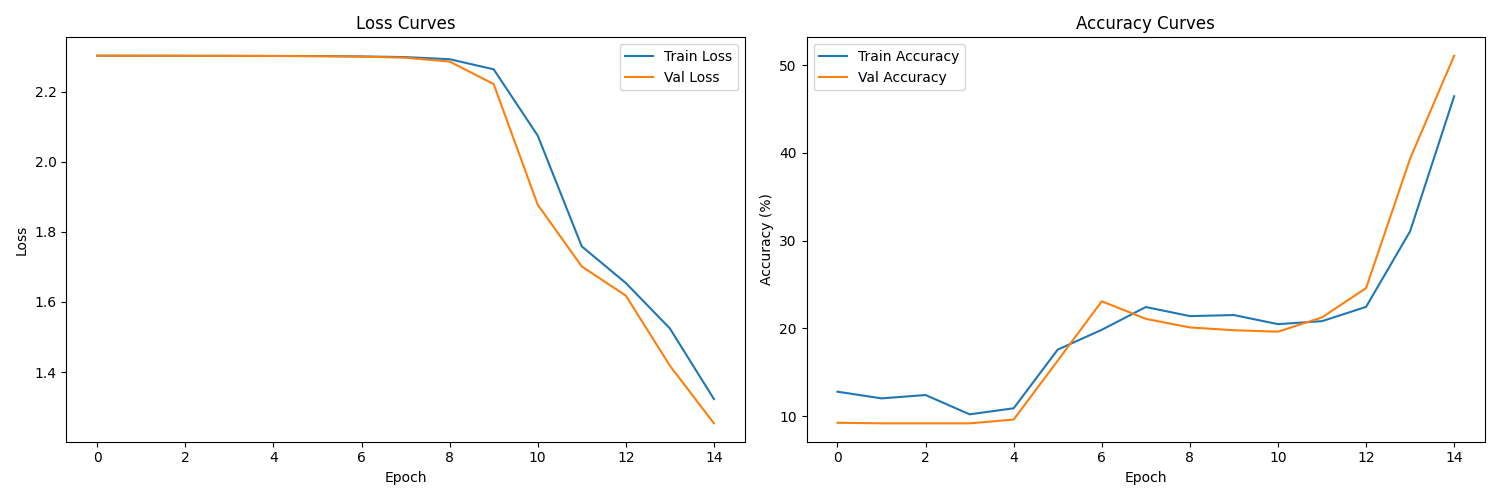 Loss Curves
Train Loss
Val Loss
2.2
2.0
1.8
1.6
1.4
Loss
0 2 4 6 8 10 12 14
Epoch
Accuracy Curves
Train Accuracy
Val Accuracy
50
40
30
20
10
Accuracy (%)
0 2 4 6 8 10 12 14
Epoch